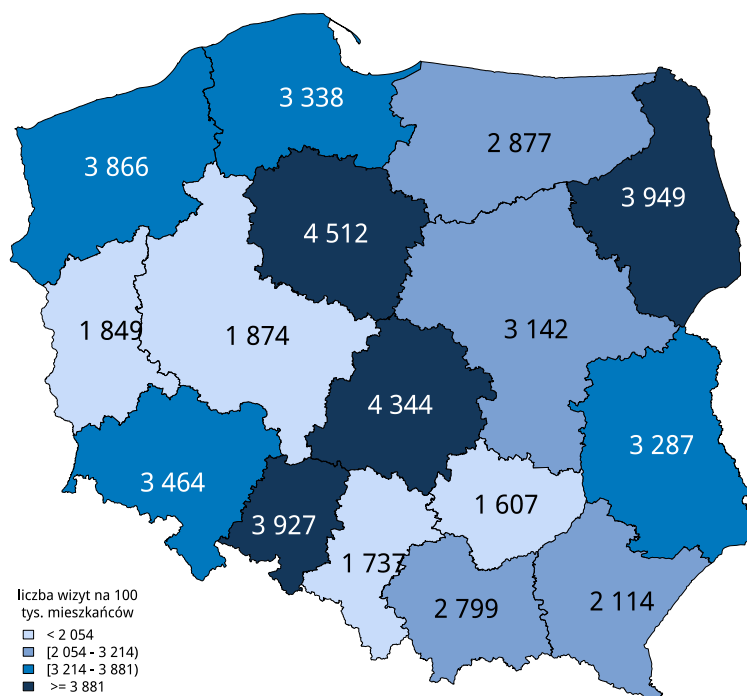 3 338
2 877
3 866
3 949
4 512
3 142
1 849
1 874
4 344
3 287
3 464
1 607
3 927
1 737
2 799
2 114
liczba wizyt na 100
tys. mieszkańców
< 2 054
[2 054 - 3 214)
[3 214 - 3 881)
>= 3 881